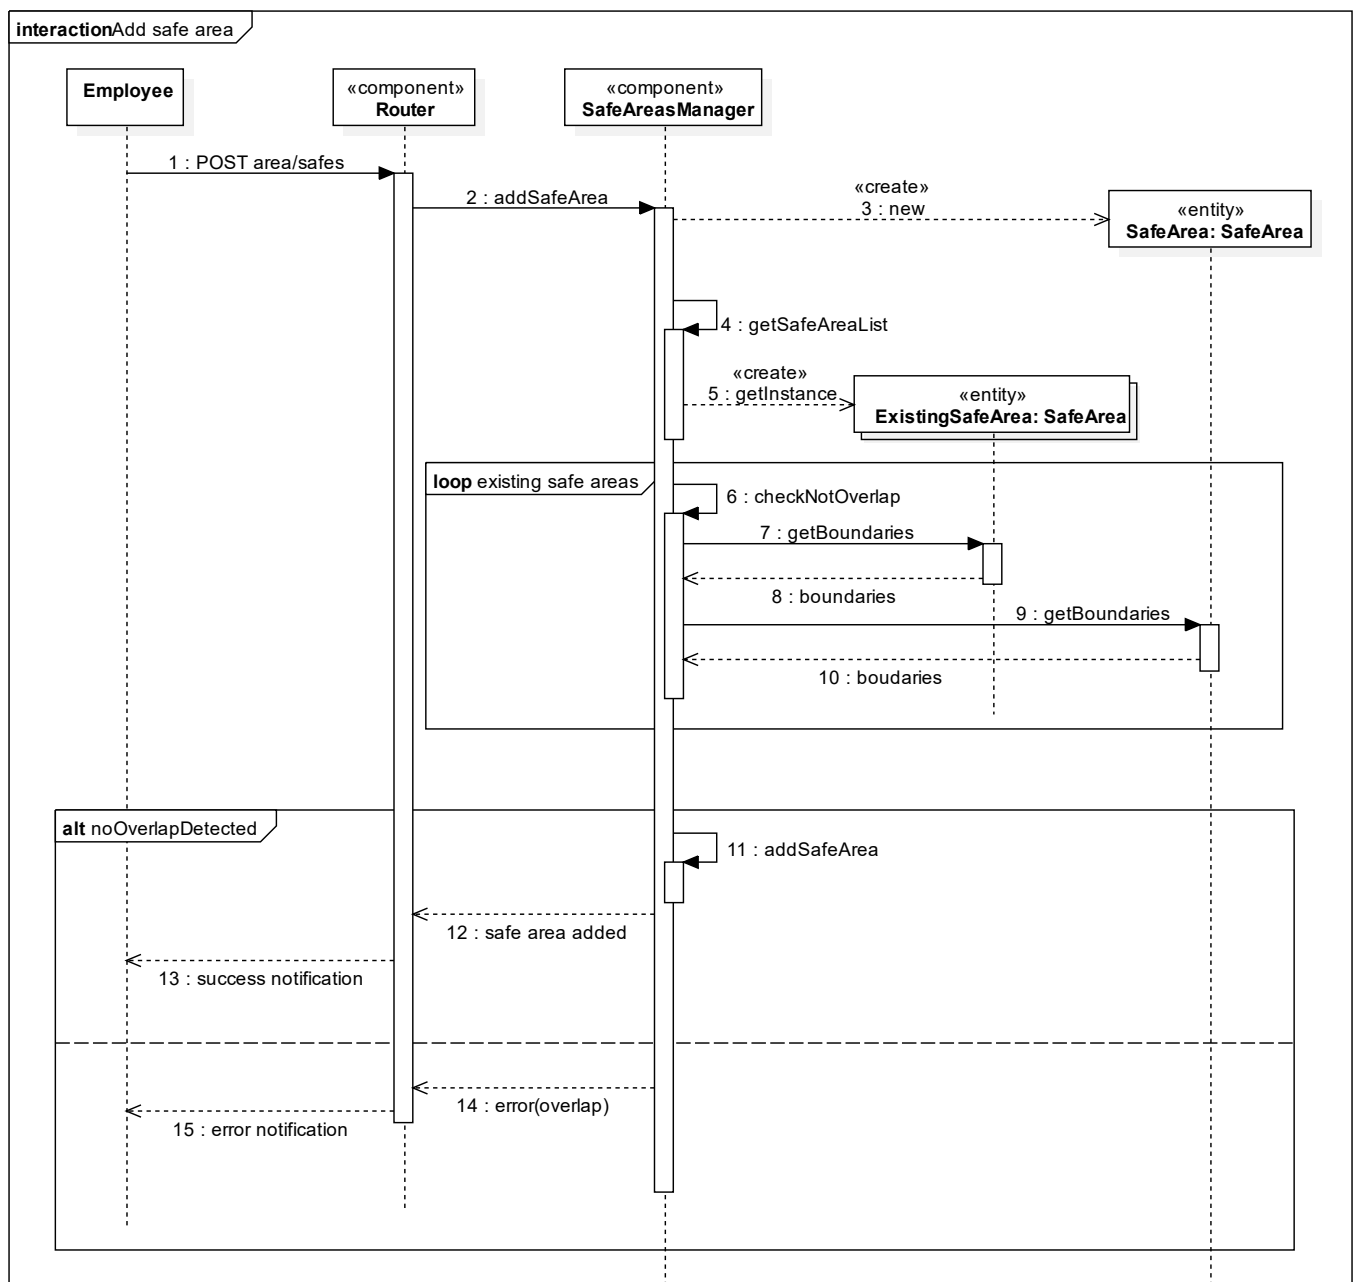 interactionAdd safe area
Employee
«component»
Router
«component»
SafeAreasManager
1 : POST area/safes
2 : addSafeArea
«create»
3 : new
«entity»
SafeArea: SafeArea
4 : getSafeAreaList
«create»
5 : getInstance
«entity»
ExistingSafeArea: SafeArea
loop existing safe areas
6 : checkNotOverlap
7 : getBoundaries
8 : boundaries
9 : getBoundaries
10 : boudaries
alt noOverlapDetected
11 : addSafeArea
12 : safe area added
13 : success notification
14 : error(overlap)
15 : error notification